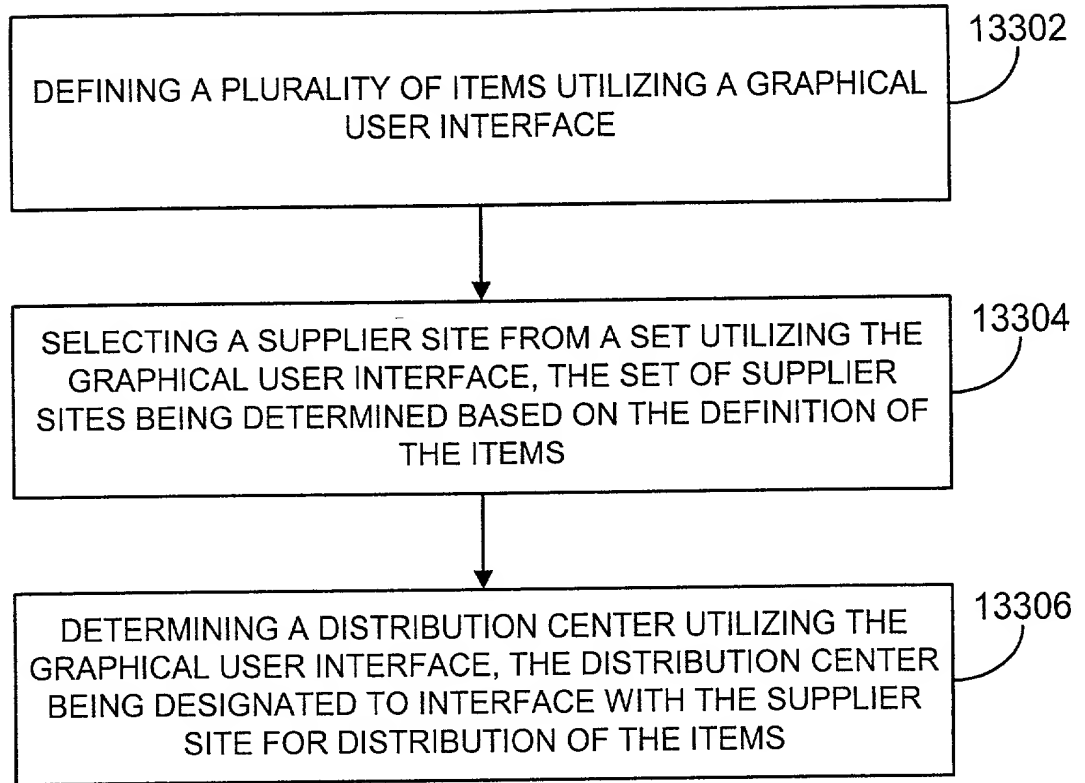 13302
DEFINING A PLURALITY OF ITEMS UTILIZING A GRAPHICAL
USER INTERFACE
13304
SELECTING A SUPPLIER SITE FROM A SET UTILIZING THE
GRAPHICAL USER INTERFACE, THE SET OF SUPPLIER
SITES BEING DETERMINED BASED ON THE DEFINITION OF
THE ITEMS
13306
DETERMINING A DISTRIBUTION CENTER UTILIZING THE
GRAPHICAL USER INTERFACE, THE DISTRIBUTION CENTER
BEING DESIGNATED TO INTERFACE WITH THE SUPPLIER
SITE FOR DISTRIBUTION OF THE ITEMS